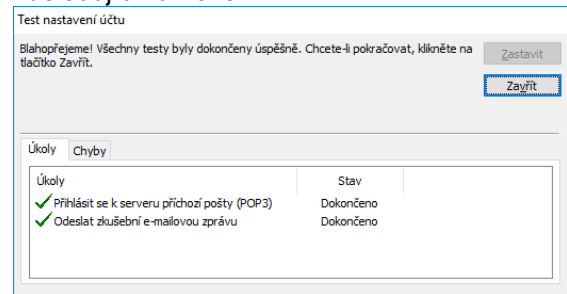 Test nastavení účtu
Blahopřejeme! Všechny testy byly dokončeny úspěšně. Chcete-li pokračovat, klikněte na
tlačítko Zavřít.
Zastavit
Zavřít
Úkoly
Chyby
Úkoly
Stav
Přihlásit se k serveru příchozí pošty (POP3)
Dokončeno
Odeslat zkušební e-mailovou zprávu
Dokončeno